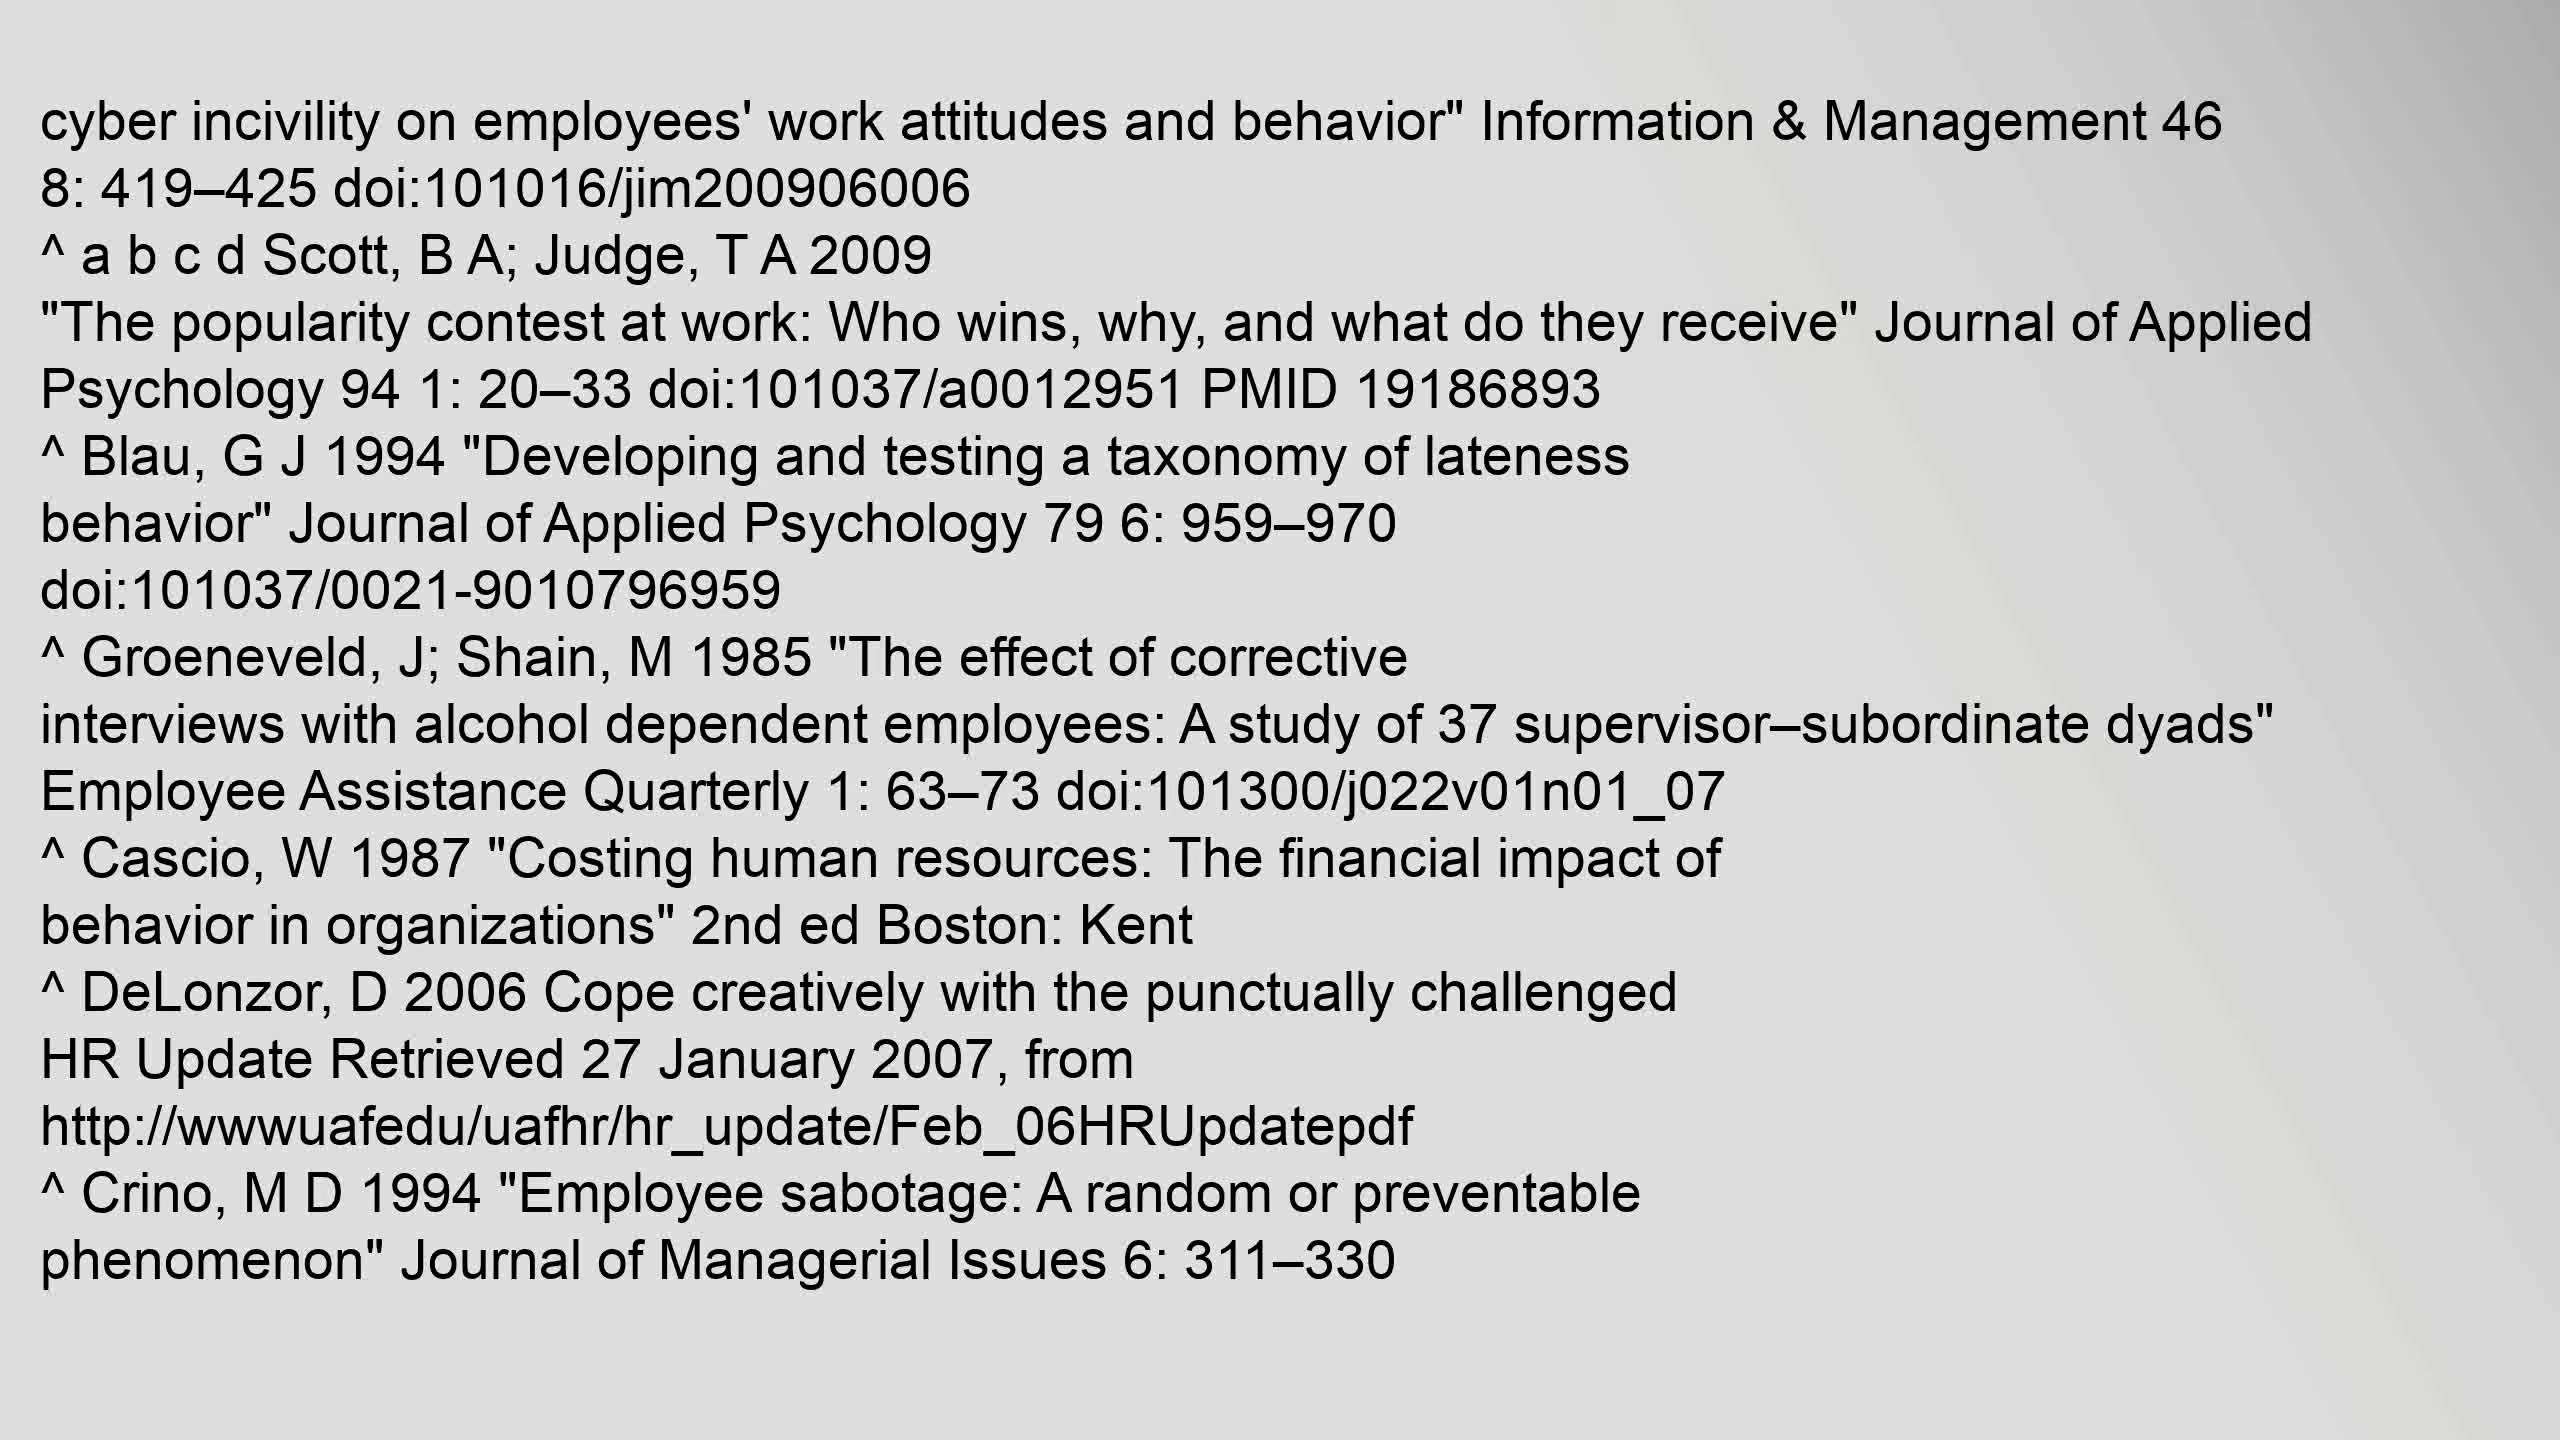 cyber incivility on employees' work attitudes and behavior" Information & Management 46
8: 419–425 doi:101016/jim200906006
^ a b c d Scott, B A; Judge, T A 2009
"The popularity contest at work: Who wins, why, and what do they receive" Journal of Applied
Psychology 94 1: 20–33 doi:101037/a0012951 PMID 19186893
^ Blau, G J 1994 "Developing and testing a taxonomy of lateness
behavior" Journal of Applied Psychology 79 6: 959–970
doi:101037/0021-9010796959
^ Groeneveld, J; Shain, M 1985 "The effect of corrective
interviews with alcohol dependent employees: A study of 37 supervisor–subordinate dyads"
Employee Assistance Quarterly 1: 63–73 doi:101300/j022v01n01_07
^ Cascio, W 1987 "Costing human resources: The financial impact of
behavior in organizations" 2nd ed Boston: Kent
^ DeLonzor, D 2006 Cope creatively with the punctually challenged
HR Update Retrieved 27 January 2007, from
http://wwwuafedu/uafhr/hr_update/Feb_06HRUpdatepdf
^ Crino, M D 1994 "Employee sabotage: A random or preventable
phenomenon" Journal of Managerial Issues 6: 311–330